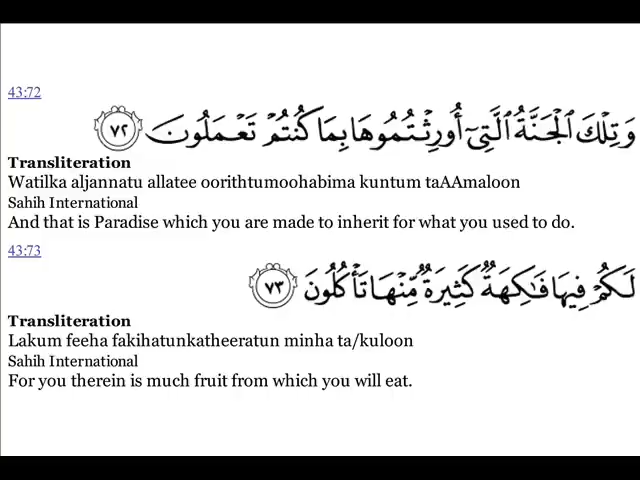 43:72
وَتِلْكَ ٱلْجَنَّةُ ٱلَّتِىٓ أُورِثْتُمُوهَا بِمَا كُنتُمْ تَعْمَلُونَ ٧٢
Transliteration
Watilka aljannatu allatee oorithtumoohabima kuntum taAAmaloon
Sahih International
And that is Paradise which you are made to inherit for what you used to do.
43:73
لَكُمْ فِيهَا فَٰكِهَةٌ كَثِيرَةٌ مِّنْهَا تَأْكُلُونَ ٧٣
Transliteration
Lakum feeha fakihatunkatheeratun minha ta/kuloon
Sahih International
For you therein is much fruit from which you will eat.